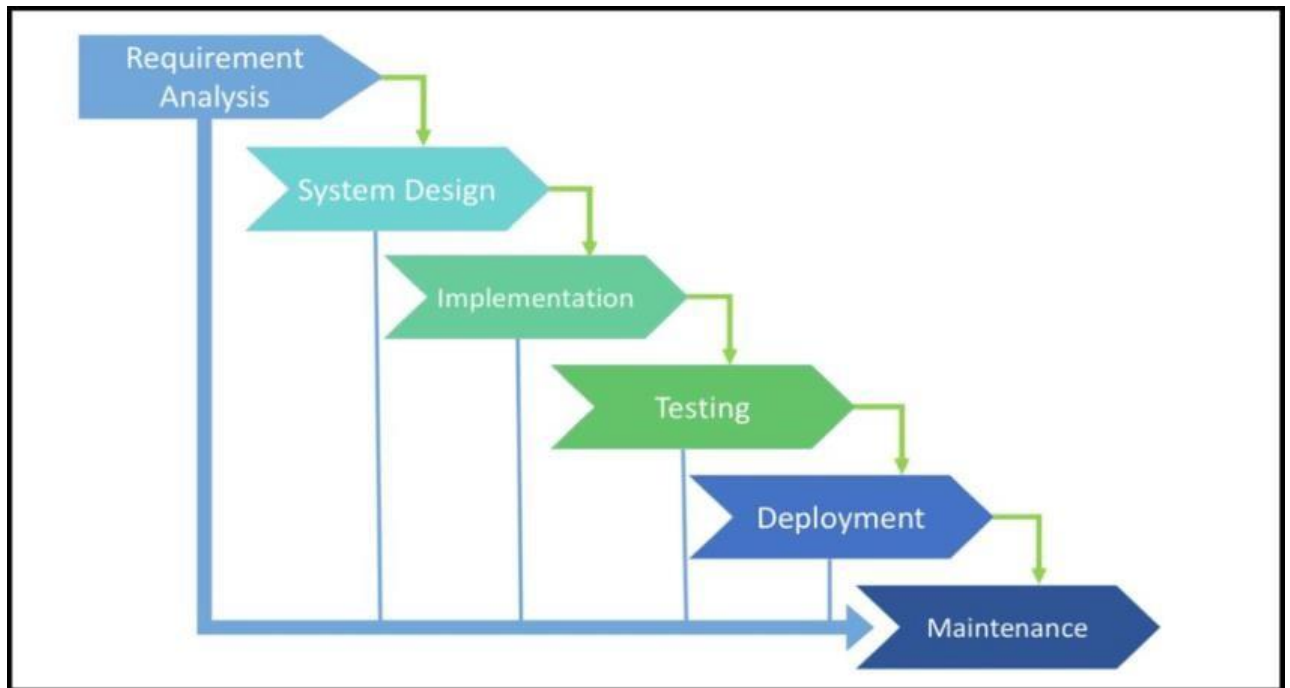 Requirement
Analysis
System Design
Implementation
Testing
Deployment
Maintenance